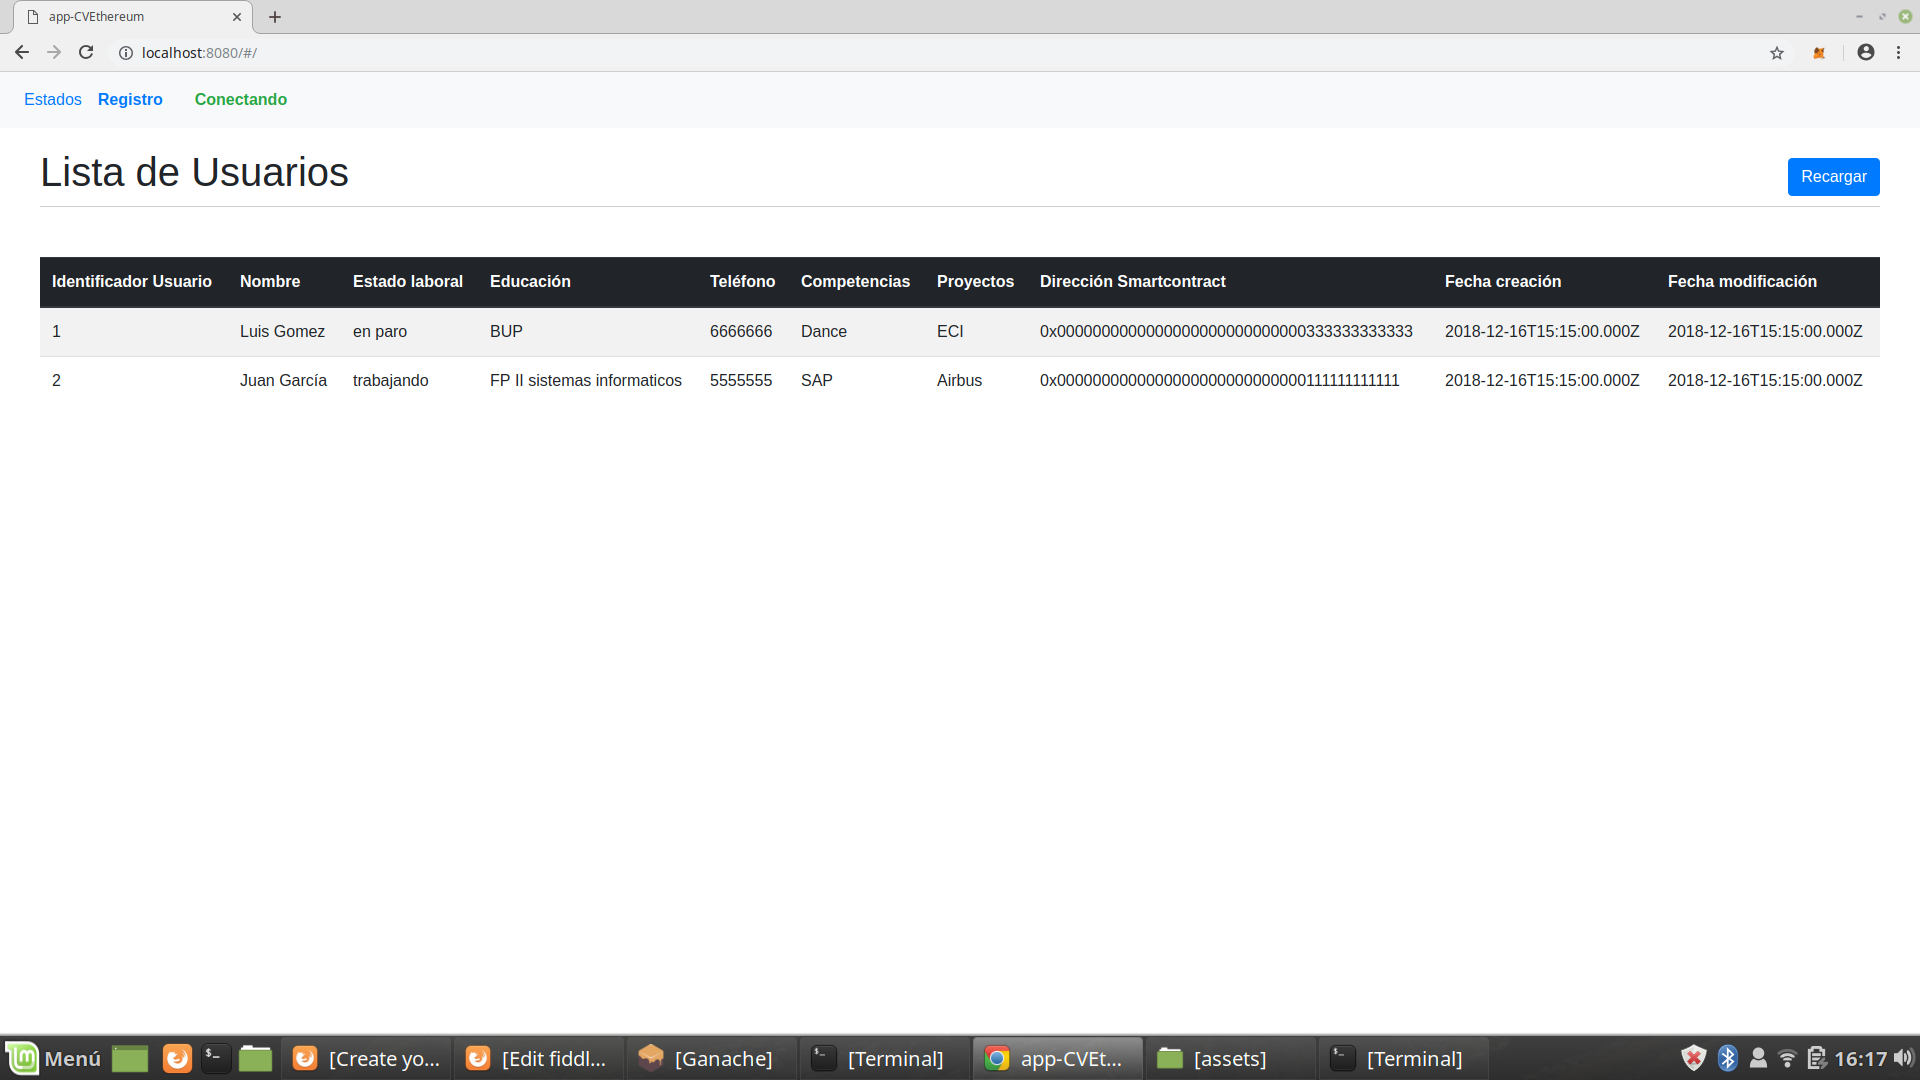 app-CVEthereum
localhost:8080/#/
Estados Registro Conectando
Lista de Usuarios
Recargar
Identificador Usuario Nombre Estado laboral Educación Teléfono Competencias Proyectos Dirección Smartcontract Fecha creación Fecha modificación
1 Luis Gomez en paro BUP 6666666 Dance ECI 0x0000000000000000000000000000333333333333 2018-12-16T15:15:00.000Z 2018-12-16T15:15:00.000Z
2 Juan García trabajando FP II sistemas informaticos 5555555 SAP Airbus 0x0000000000000000000000000000111111111111 2018-12-16T15:15:00.000Z 2018-12-16T15:15:00.000Z
Menú [Create yo... [Edit fiddl... [Ganache] [Terminal] app-CVEt... [assets] [Terminal] 16:17